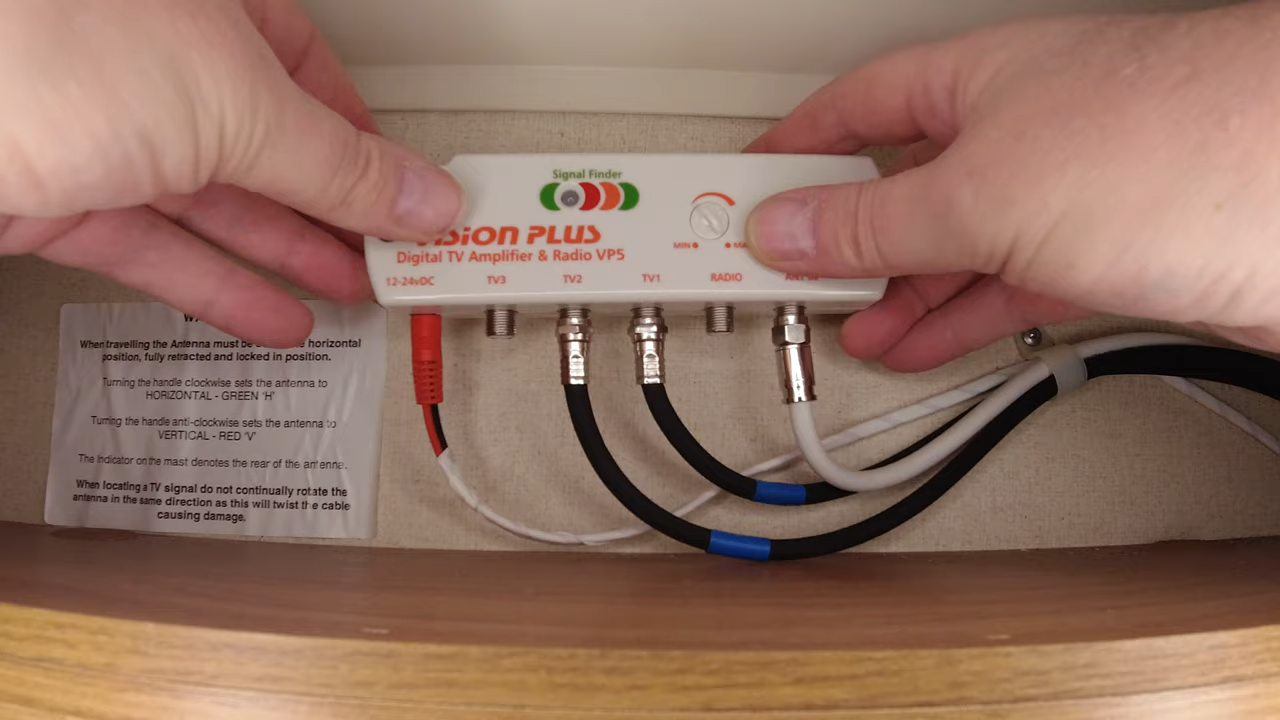 Signal Finder
VISION PLUS
MIN
Digital TV Amplifier & Radio VP5
12-24vDC TV3 TV2 TV1 RADIO
When travelling the Antenna must be horizontal
position, fully retracted and locked in position.
Turning the handle clockwise sets the antenna to
HORIZONTAL - GREEN 'H'
Turning the handle anti-clockwise sets the antenna to
VERTICAL - RED 'V'
The Indicator on the mast denotes the rear of the antenna.
When locating a TV signal do not continually rotate the
antenna in the same direction as this will twist the cable
causing damage.